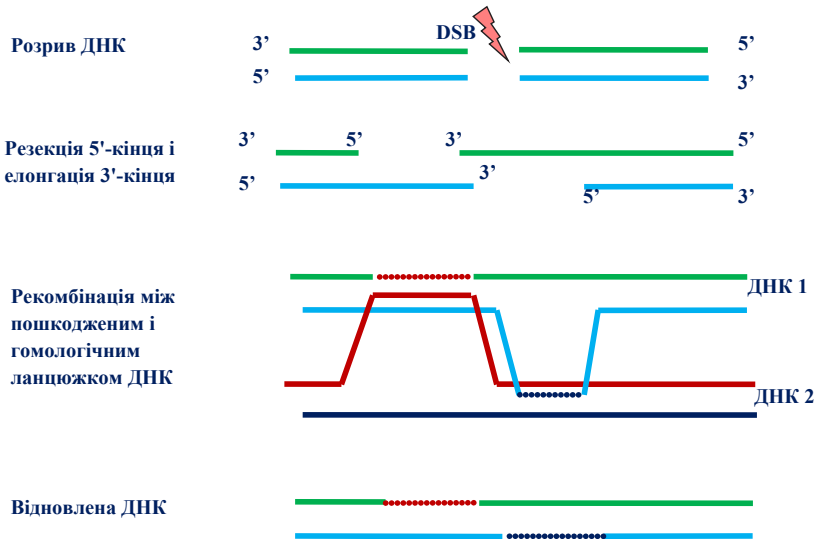 Розрив ДНК
3’
DSB
5’
5’
3’
Резекція 5'-кінця і
елонгація 3'-кінця
3’
5’
3’
5’
5’
3’
5’
3’
Рекомбінація між
пошкодженим і
гомологічним
ланцюжком ДНК
ДНК 1
ДНК 2
Відновлена ДНК